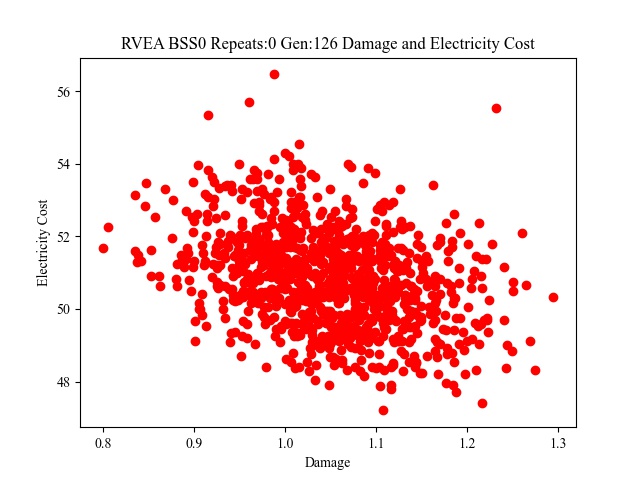 RVEA BSS0 Repeats:0 Gen:126 Damage and Electricity Cost
56
54
52
50
48
Electricity Cost
0.8 0.9 1.0 1.1 1.2 1.3
Damage